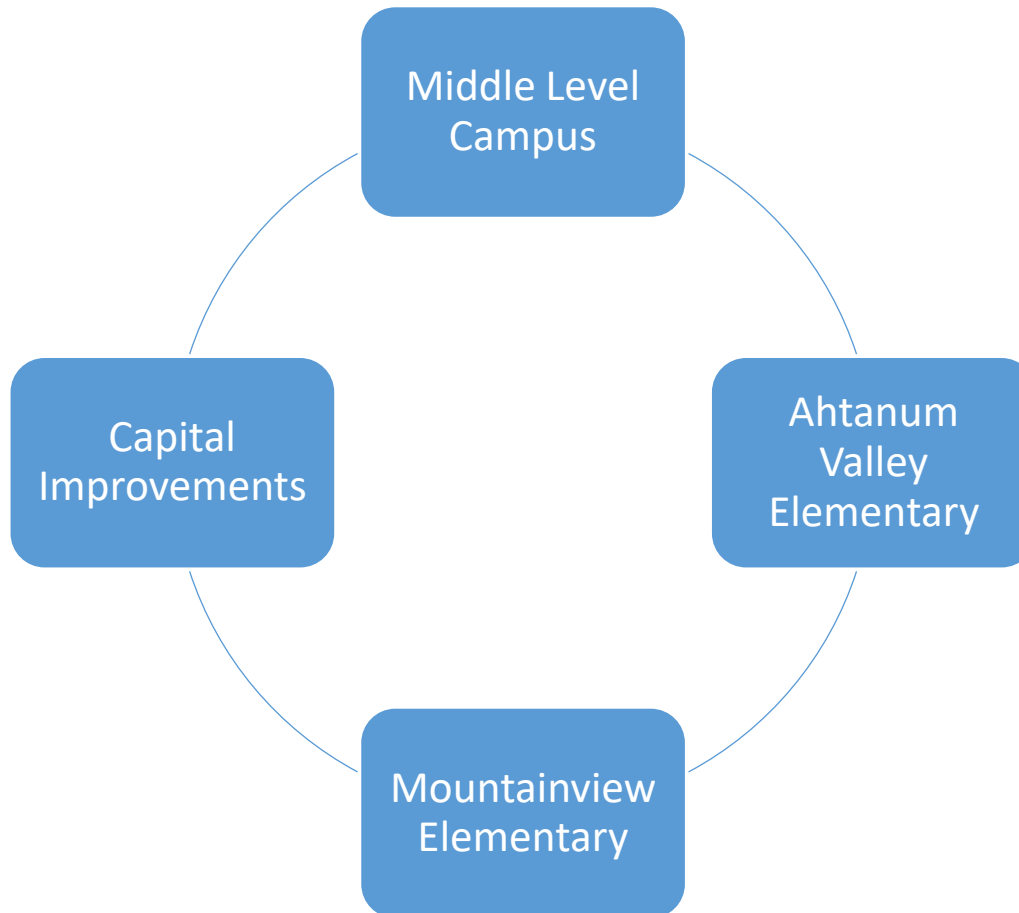 Middle Level
Campus
Capital
Improvements
Ahtanum
Valley
Elementary
Mountainview
Elementary